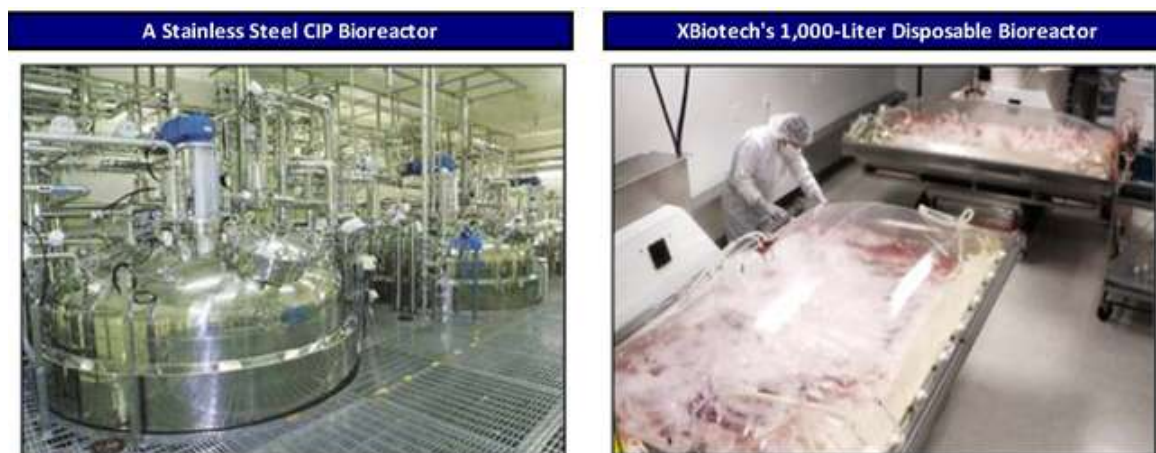 A Stainless Steel CIP Bioreactor
XBiotech's 1,000-Liter Disposable Bioreactor